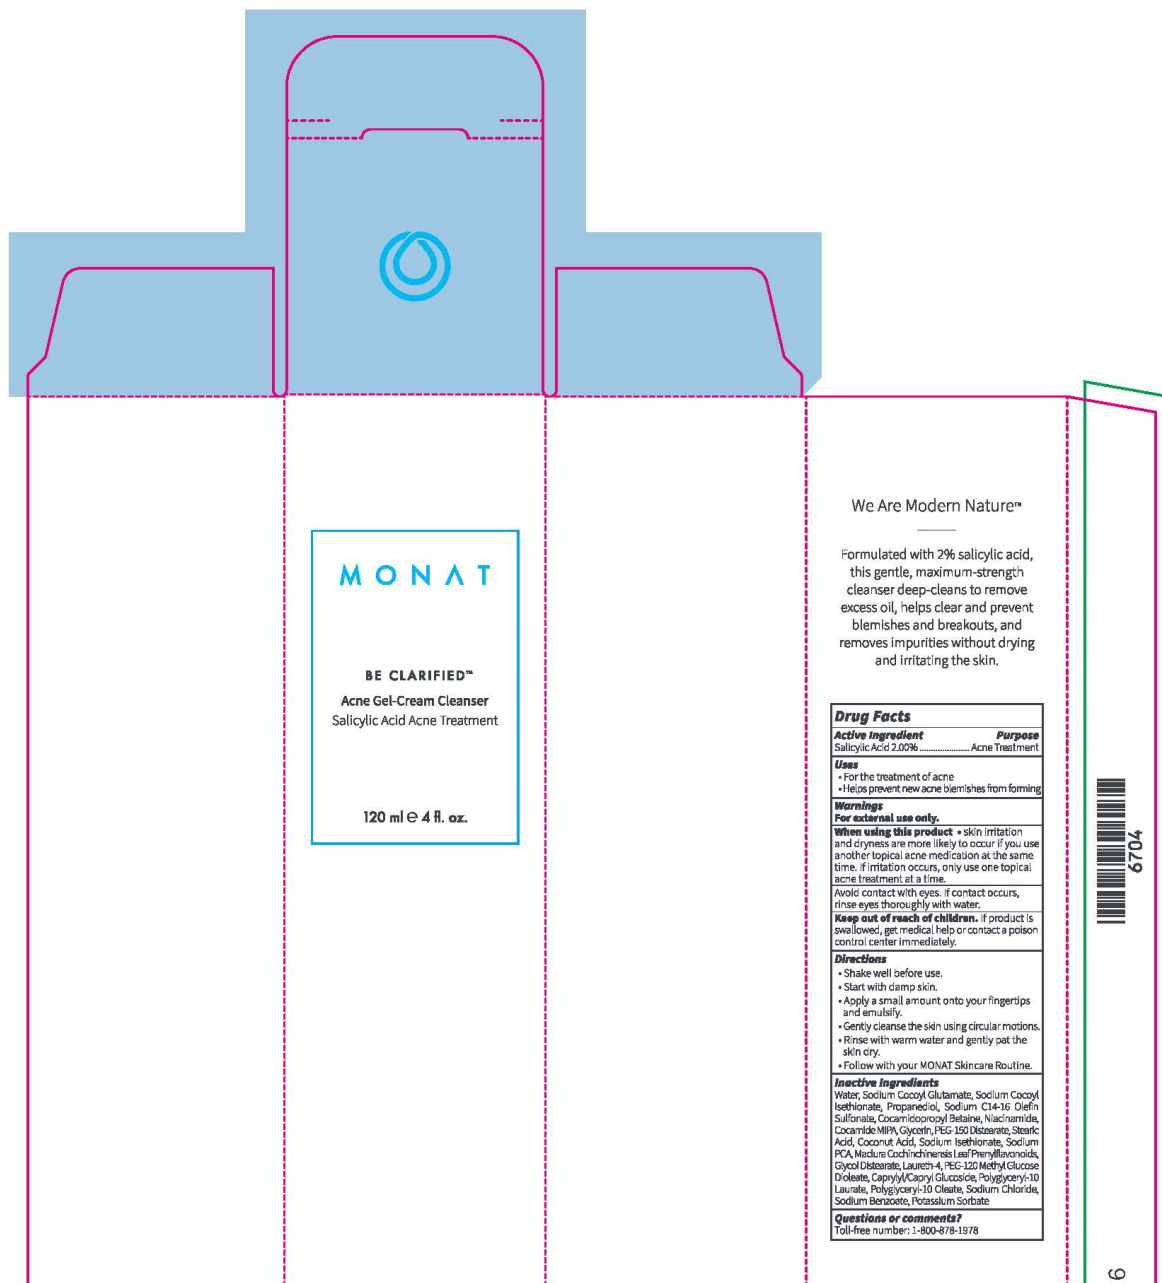 MONAT
BE CLARIFIED™
Acne Gel-Cream Cleanser
Salicylic Acid Acne Treatment
120 ml ℮ 4 fl. oz.
We Are Modern Nature™
Formulated with 2% salicylic acid,
this gentle, maximum-strength
cleanser deep-cleans to remove
excess oil, helps clear and prevent
blemishes and breakouts, and
removes impurities without drying
and irritating the skin.
Drug Facts
Active Ingredient Purpose
Salicylic Acid 2.00% ...................... Acne Treatment
Uses
• For the treatment of acne
• Helps prevent new acne blemishes from forming
Warnings
For external use only.
When using this product • skin irritation
and dryness are more likely to occur if you use
another topical acne medication at the same
time. If irritation occurs, only use one topical
acne treatment at a time.
Avoid contact with eyes. If contact occurs,
rinse eyes thoroughly with water.
Keep out of reach of children. If product is
swallowed, get medical help or contact a poison
control center immediately.
Directions
• Shake well before use.
• Start with damp skin.
• Apply a small amount onto your fingertips
and emulsify.
• Gently cleanse the skin using circular motions.
• Rinse with warm water and gently pat the
skin dry.
• Follow with your MONAT Skincare Routine.
Inactive Ingredients
Water, Sodium Cocoyl Glutamate, Sodium Cocoyl
Isethionate, Propanediol, Sodium C14-16 Olefin
Sulfonate, Cocamidopropyl Betaine, Niacinamide,
Cocamide MIPA, Glycerin, PEG-150 Distearate, Stearic
Acid, Coconut Acid, Sodium Isethionate, Sodium
PCA, Maclura Cochinchinensis Leaf Prenylflavonoids,
Glycol Distearate, Laureth-4, PEG-120 Methyl Glucose
Dioleate, Caprylyl/Capryl Glucoside, Polyglyceryl-10
Laurate, Polyglyceryl-10 Oleate, Sodium Chloride,
Sodium Benzoate, Potassium Sorbate
Questions or comments?
Toll-free number: 1-800-878-1978
6704
6